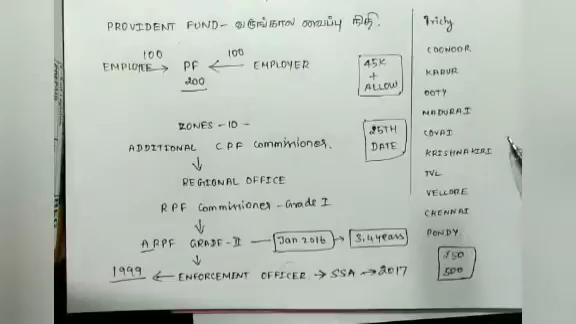 PROVIDENT FUND - வருங்கால வைப்பு நிதி.
100 100
EMPLOYEE → PF ← EMPLOYER
200
45K
+
ALLOW
ZONES - 10 -
ADDITIONAL CPF Commissioner.
25TH
DATE
↓
REGIONAL OFFICE
RPF Commissioner - Grade I
↓
ARPF GRADE - II — Jan 2016 → 3, 4 years
↓
1999 ← ENFORCEMENT OFFICER → SSA → 2017
Trichy
COONOOR
KARUR
OOTY
MADURAI
COVAI
KRISHNAKIRI
TVL
VELLORE
CHENNAI
PONDY
250
500